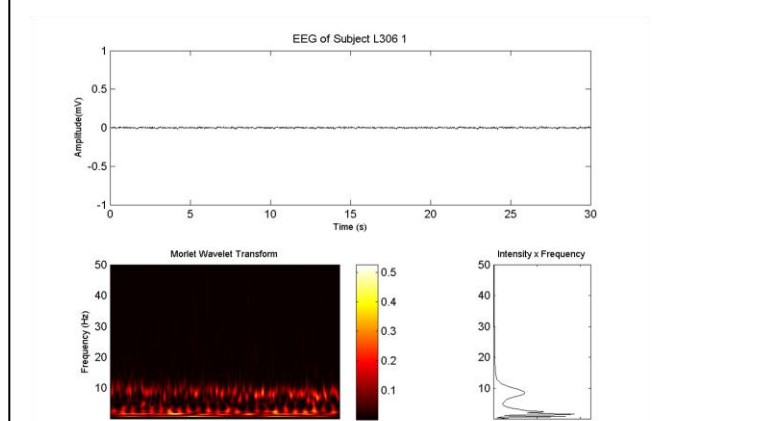 EEG of Subject L306 1
1
0.5
0
-0.5
-1
Amplitude(mV)
0 5 10 15 20 25 30
Time (s)
Morlet Wavelet Transform
50
40
30
20
10
Frequency (Hz)
0.5
0.4
0.3
0.2
0.1
Intensity x Frequency
50
40
30
20
10